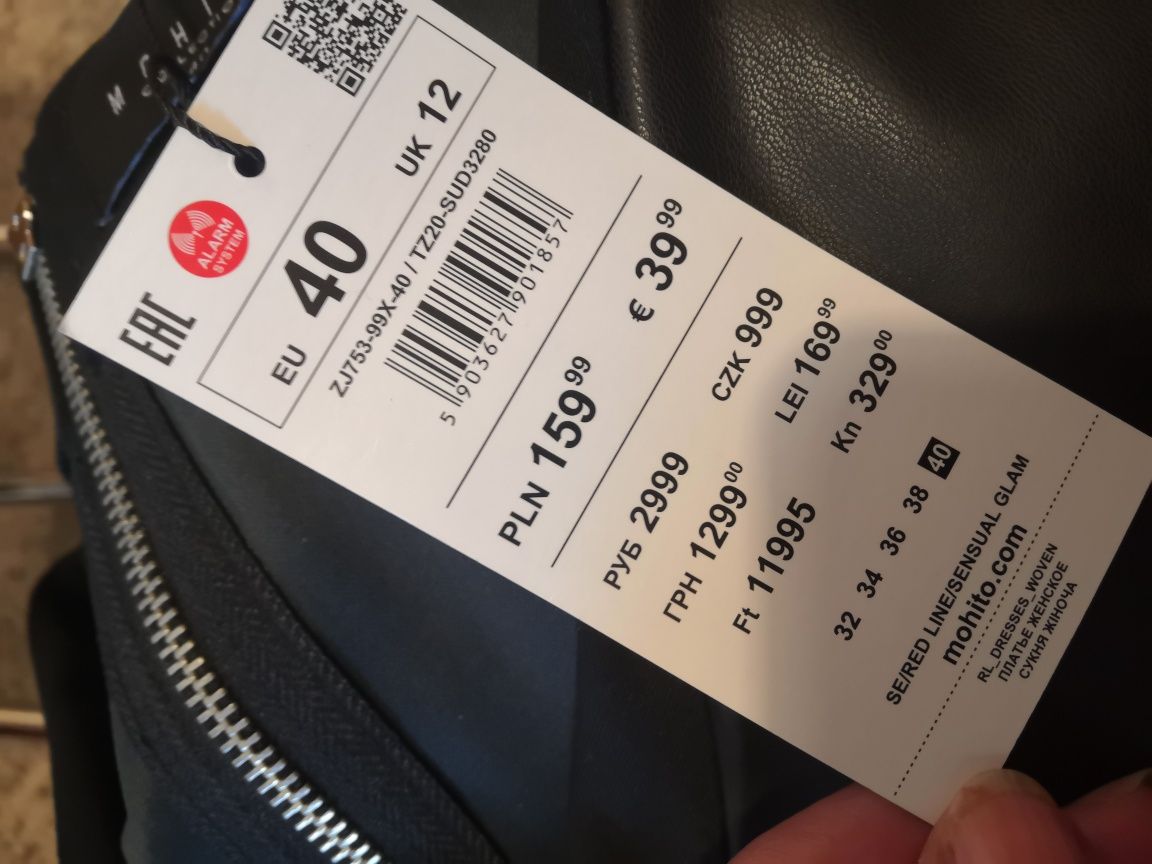 MOHI
ALARM
SYSTEM
EAC
EU 40 UK 12
ZJ753-99X-40 / TZ20-SUD3280
5 903627 901857
PLN 159 99 € 39 99
РУБ 2999 CZK 999
ГРН 1299 00 LEI 169 99
Ft 11995 Kn 329 00
32 34 36 38 40
SE/RED LINE/SENSUAL GLAM
mohito.com
RL_DRESSES_WOVEN
ПЛАТЬЕ ЖЕНСКОЕ
СУКНЯ ЖІНОЧА